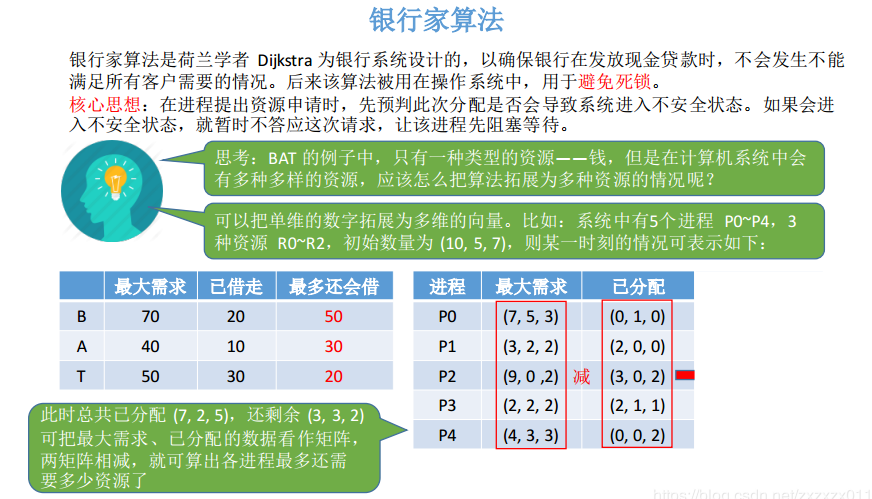 银行家算法
银行家算法是荷兰学者 Dijkstra 为银行系统设计的，以确保银行在发放现金贷款时，不会发生不能
满足所有客户需要的情况。后来该算法被用在操作系统中，用于避免死锁。
核心思想：在进程提出资源申请时，先预判此次分配是否会导致系统进入不安全状态。如果会进
入不安全状态，就暂时不答应这次请求，让该进程先阻塞等待。
思考：BAT 的例子中，只有一种类型的资源——钱，但是在计算机系统中会
有多种多样的资源，应该怎么把算法拓展为多种资源的情况呢？
可以把单维的数字拓展为多维的向量。比如：系统中有5个进程 P0~P4，3
种资源 R0~R2，初始数量为 (10, 5, 7)，则某一时刻的情况可表示如下：
最大需求 已借走 最多还会借
B 70 20 50
A 40 10 30
T 50 30 20
进程 最大需求 已分配
P0 (7, 5, 3) (0, 1, 0)
P1 (3, 2, 2) (2, 0, 0)
P2 (9, 0 ,2) 减 (3, 0, 2)
P3 (2, 2, 2) (2, 1, 1)
P4 (4, 3, 3) (0, 0, 2)
此时总共已分配 (7, 2, 5)，还剩余 (3, 3, 2)
可把最大需求、已分配的数据看作矩阵，
两矩阵相减，就可算出各进程最多还需
要多少资源了